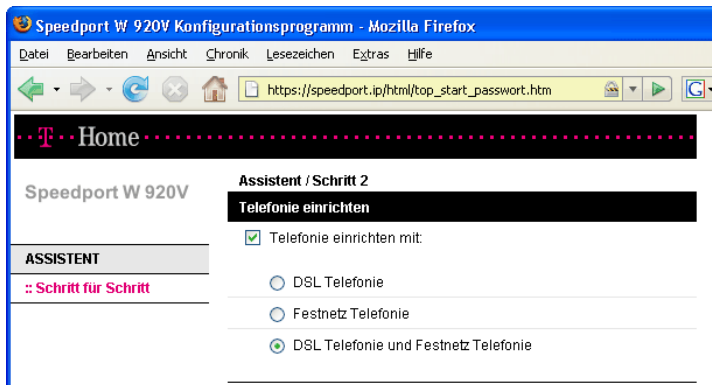 Speedport W 920V Konfigurationsprogramm - Mozilla Firefox
Datei Bearbeiten Ansicht Chronik Lesezeichen Extras Hilfe
https://speedport.ip/html/top_start_passwort.htm
G
T Home
Speedport W 920V
Assistent / Schritt 2
Telefonie einrichten
Telefonie einrichten mit:
ASSISTENT
:: Schritt für Schritt
DSL Telefonie
Festnetz Telefonie
DSL Telefonie und Festnetz Telefonie